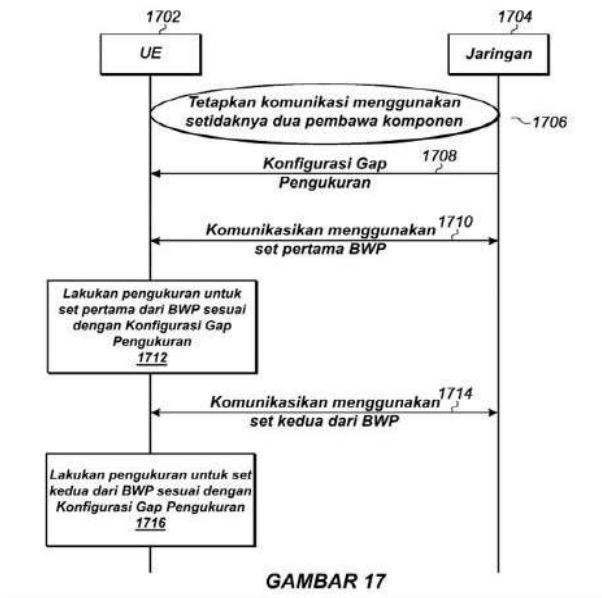 1702
1704
UE
Jaringan
Tetapkan komunikasi menggunakan
setidaknya dua pembawa komponen
1706
Konfigurasi Gap
1708
Pengukuran
Komunikasikan menggunakan
1710
set pertama BWP
Lakukan pengukuran untuk
set pertama dari BWP sesuai
dengan Konfigurasi Gap
Pengukuran
1712
Komunikasikan menggunakan
1714
set kedua dari BWP
Lakukan pengukuran untuk set
kedua dari BWP sesuai dengan
Konfigurasi Gap Pengukuran
1716
GAMBAR 17